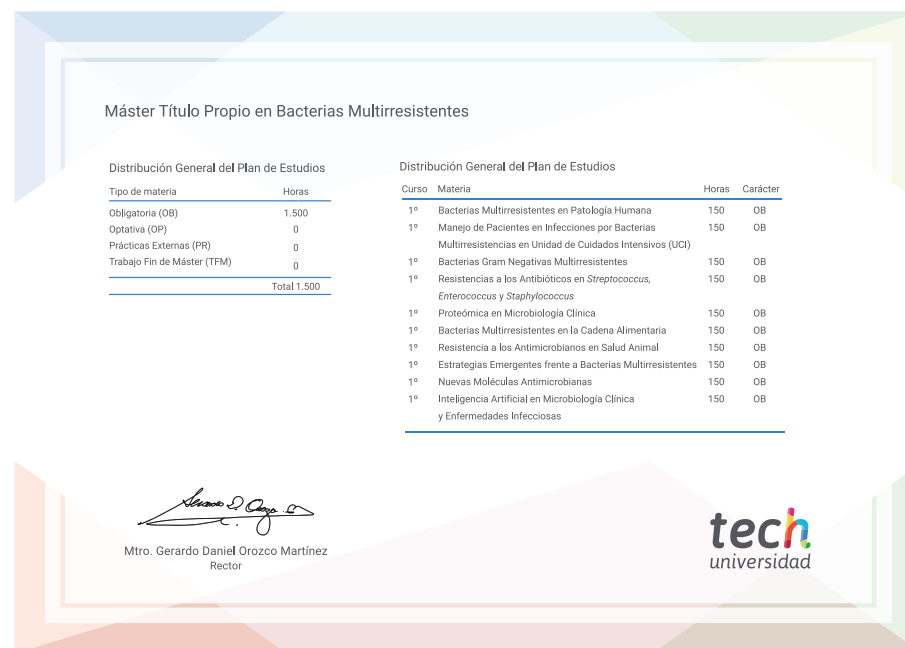 Máster Título Propio en Bacterias Multirresistentes
Distribución General del Plan de Estudios
Tipo de materia Horas
Obligatoria (OB) 1.500
Optativa (OP) 0
Prácticas Externas (PR) 0
Trabajo Fin de Máster (TFM) 0
Total 1.500
Distribución General del Plan de Estudios
Curso Materia Horas Carácter
1º Bacterias Multirresistentes en Patología Humana 150 OB
1º Manejo de Pacientes en Infecciones por Bacterias 150 OB
Multirresistencias en Unidad de Cuidados Intensivos (UCI)
1º Bacterias Gram Negativas Multirresistentes 150 OB
1º Resistencias a los Antibióticos en Streptococcus, 150 OB
Enterococcus y Staphylococcus
1º Proteómica en Microbiología Clínica 150 OB
1º Bacterias Multirresistentes en la Cadena Alimentaria 150 OB
1º Resistencia a los Antimicrobianos en Salud Animal 150 OB
1º Estrategias Emergentes frente a Bacterias Multirresistentes 150 OB
1º Nuevas Moléculas Antimicrobianas 150 OB
1º Inteligencia Artificial en Microbiología Clínica 150 OB
y Enfermedades Infecciosas
Mtro. Gerardo Daniel Orozco Martínez
Rector
tech
universidad